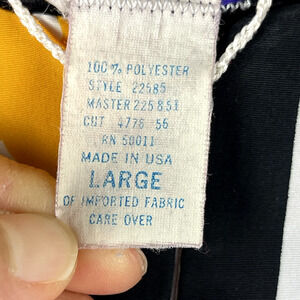 100% POLYESTER
STYLE 22585
MASTER 225851
CUT 4778 56
RN 50011
MADE IN USA
LARGE
OF IMPORTED FABRIC
CARE OVER